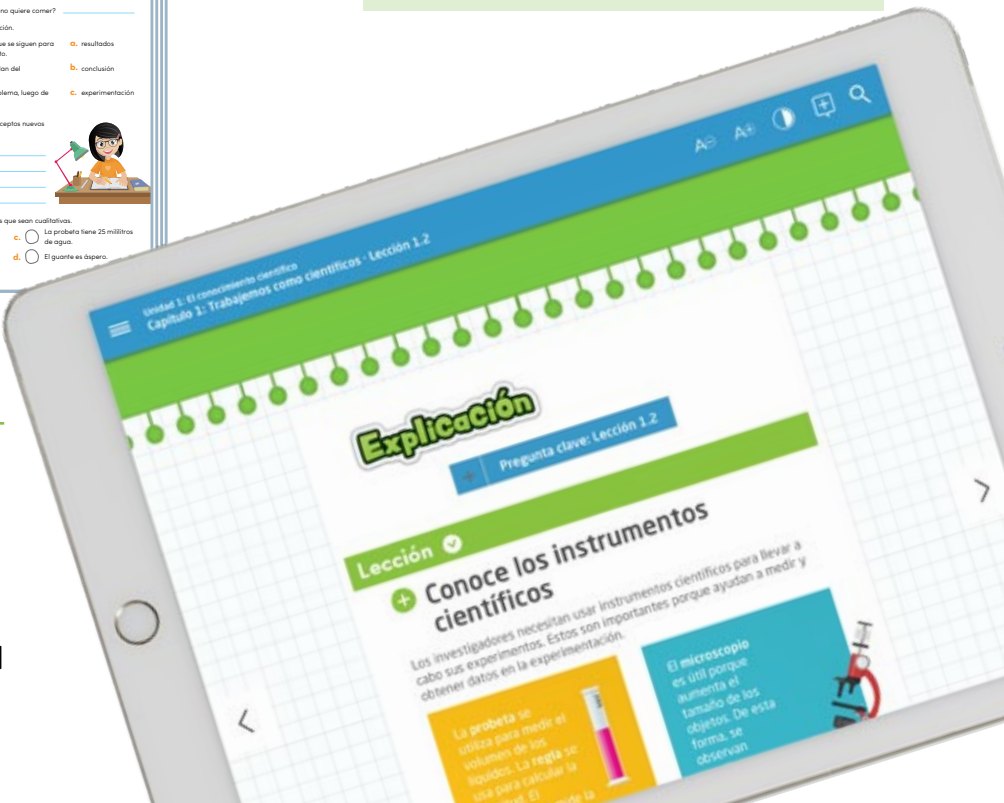 no quiere comer?
ción.
ue se siguen para
to.
a. resultados
an del
b. conclusión
lema, luego de
c. experimentación
ceptos nuevos
s que sean cualitativas.
c. La probeta tiene 25 mililitros
de agua.
d. El guante es áspero.
Unidad 1: El conocimiento científico
Capítulo 1: Trabajemos como científicos - Lección 1.2
A
A
Explicación
Pregunta clave: Lección 1.2
Lección
Conoce los instrumentos
científicos
Los investigadores necesitan usar instrumentos científicos para llevar a
cabo sus experimentos. Estos son importantes porque ayudan a medir y
obtener datos en la experimentación.
La probeta se
utiliza para medir el
volumen de los
líquidos. La regla se
usa para calcular la
El
mide la
El microscopio
es útil porque
aumenta el
tamaño de los
objetos. De esta
forma, se
observan